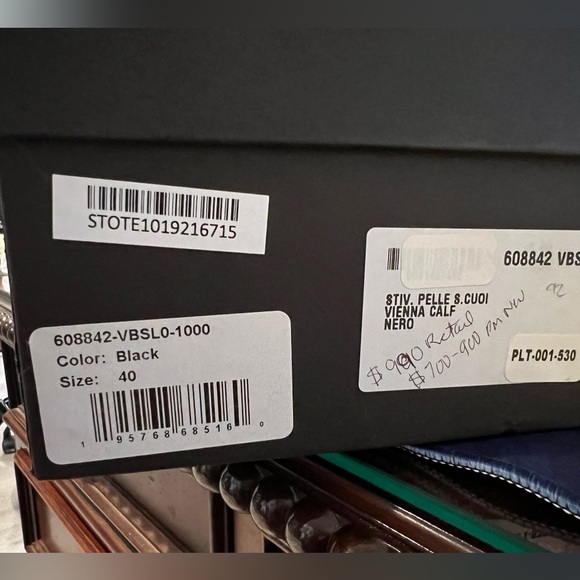 STOTE1019216715
608842 VBS
STIV. PELLE S.CUOI
VIENNA CALF
NERO
92
$990 Retail
$700-900 PM NW
PLT-001-530
608842-VBSL0-1000
Color: Black
Size: 40
1 95768 68516 0